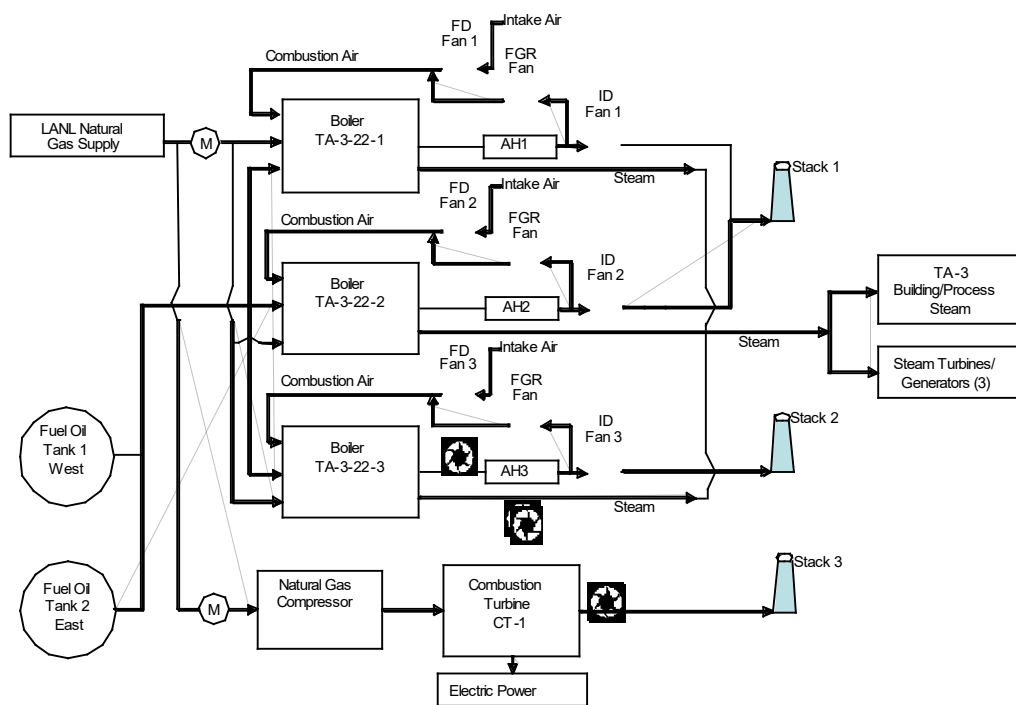 FD
Fan 1
Intake Air
FGR
Fan
Combustion Air
ID
Fan 1
LANL Natural
Gas Supply
M
Boiler
TA-3-22-1
AH1
Steam
Stack 1
FD
Fan 2
Intake Air
FGR
Fan
Combustion Air
ID
Fan 2
Boiler
TA-3-22-2
AH2
Steam
TA-3
Building/Process
Steam
Steam Turbines/
Generators (3)
FD
Fan 3
Intake Air
FGR
Fan
Combustion Air
ID
Fan 3
Boiler
TA-3-22-3
AH3
Steam
Stack 2
Fuel Oil
Tank 1
West
Fuel Oil
Tank 2
East
M
Natural Gas
Compressor
Combustion
Turbine
CT-1
Stack 3
Electric Power